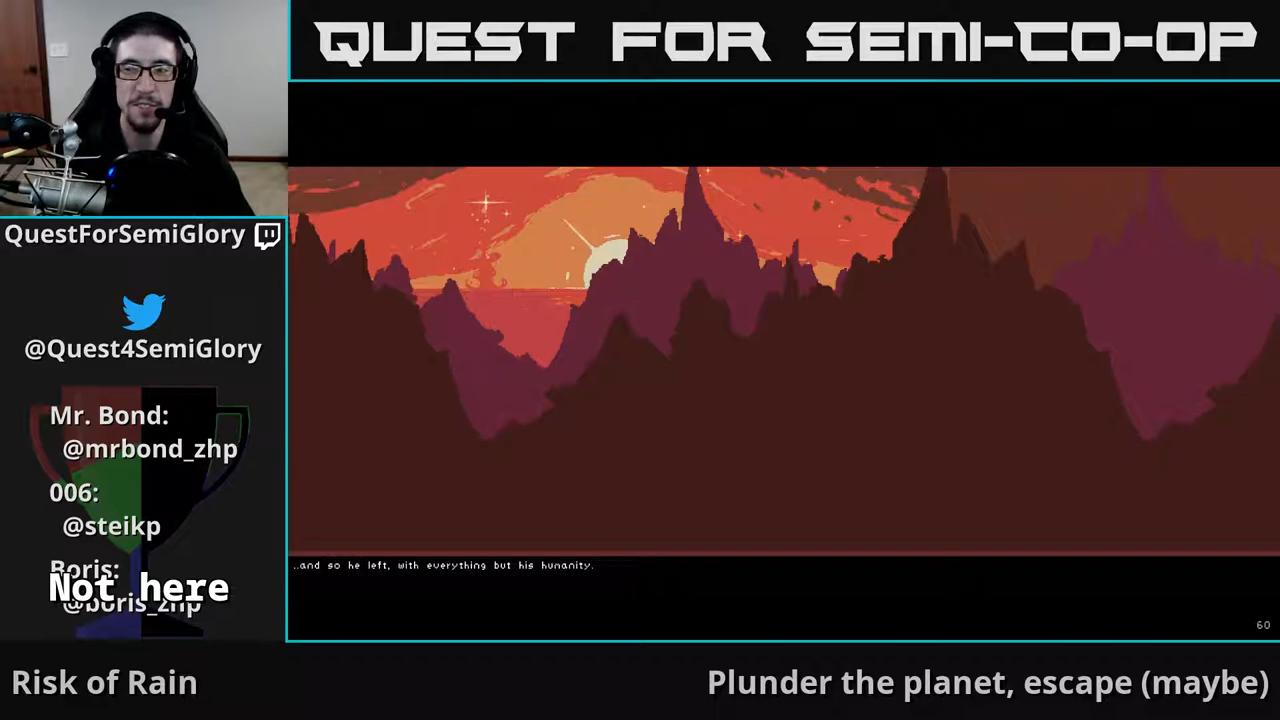 QUEST FOR SEMI-CO-OP
QuestForSemiGlory
@Quest4SemiGlory
Mr. Bond:
@mrbond_zhp
006:
@steikp
Boris:
Not here
@boris_zhp
..and so he left, with everything but his humanity.
60
Risk of Rain
Plunder the planet, escape (maybe)